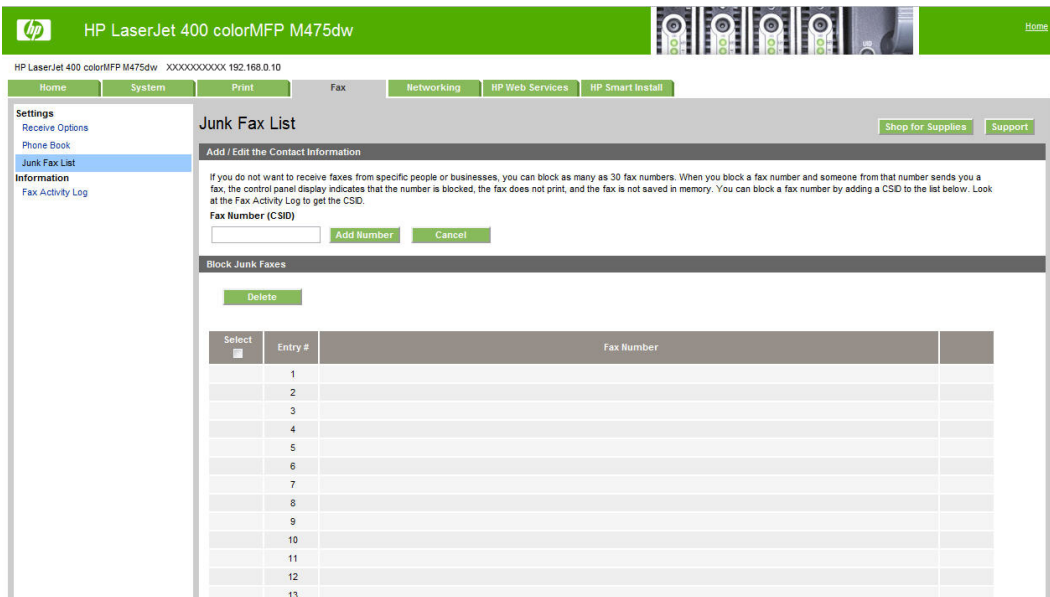 hp HP LaserJet 400 colorMFP M475dw
Home
HP LaserJet 400 colorMFP M475dw XXXXXXXXXX 192.168.0.10
Home System Print Fax Networking HP Web Services HP Smart Install
Settings
Receive Options
Phone Book
Junk Fax List
Information
Fax Activity Log
Junk Fax List
Shop for Supplies Support
Add / Edit the Contact Information
If you do not want to receive faxes from specific people or businesses, you can block as many as 30 fax numbers. When you block a fax number and someone from that number sends you a
fax, the control panel display indicates that the number is blocked, the fax does not print, and the fax is not saved in memory. You can block a fax number by adding a CSID to the list below. Look
at the Fax Activity Log to get the CSID.
Fax Number (CSID)
Add Number Cancel
Block Junk Faxes
Delete
Select Entry # Fax Number
1
2
3
4
5
6
7
8
9
10
11
12
13